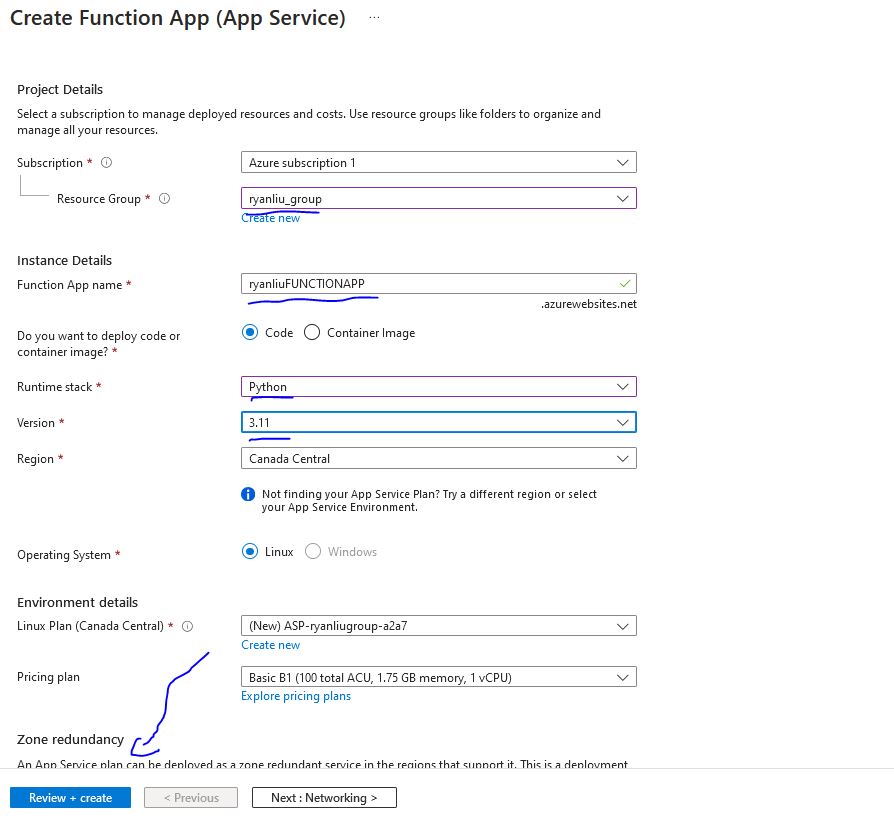 Create Function App (App Service) ...
Project Details
Select a subscription to manage deployed resources and costs. Use resource groups like folders to organize and
manage all your resources.
Subscription * Azure subscription 1
Resource Group * ryanliu_group
Create new
Instance Details
Function App name * ryanliuFUNCTIONAPP
.azurewebsites.net
Do you want to deploy code or
container image? *
Code Container Image
Runtime stack * Python
Version * 3.11
Region * Canada Central
Not finding your App Service Plan? Try a different region or select
your App Service Environment.
Operating System * Linux Windows
Environment details
Linux Plan (Canada Central) * (New) ASP-ryanliugroup-a2a7
Create new
Pricing plan Basic B1 (100 total ACU, 1.75 GB memory, 1 vCPU)
Explore pricing plans
Zone redundancy
An App Service plan can be deployed as a zone redundant service in the regions that support it. This is a deployment
Review + create < Previous Next : Networking >